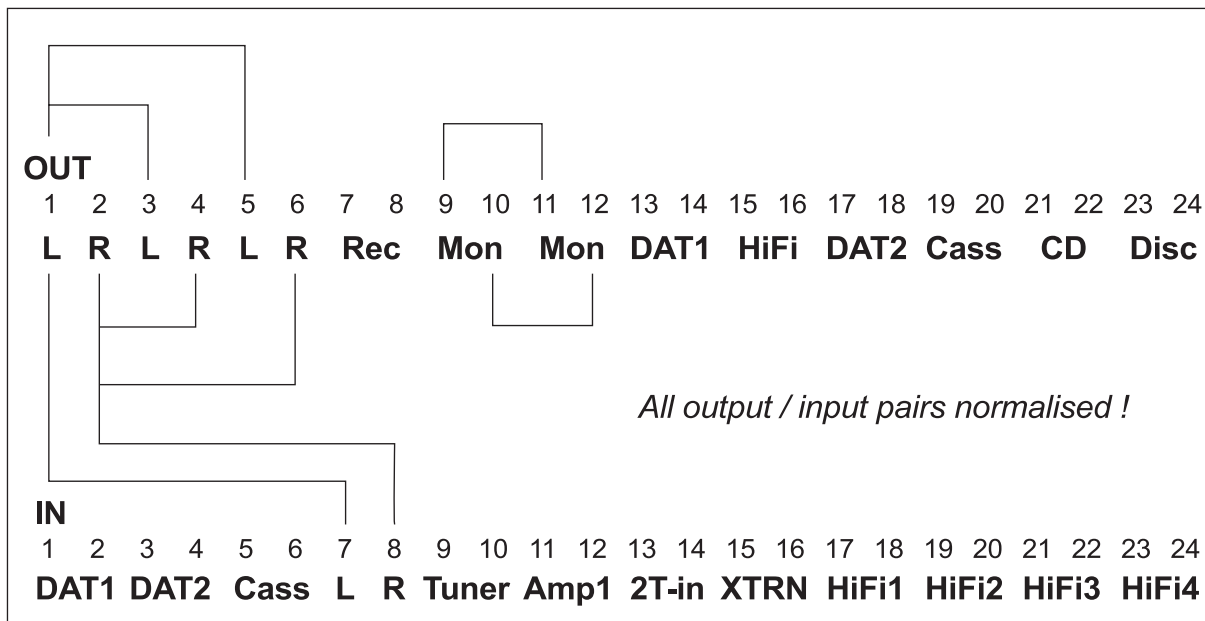 OUT
1 2 3 4 5 6 7 8 9 10 11 12 13 14 15 16 17 18 19 20 21 22 23 24
L R L R L R Rec Mon Mon DAT1 HiFi DAT2 Cass CD Disc
All output / input pairs normalised !
IN
1 2 3 4 5 6 7 8 9 10 11 12 13 14 15 16 17 18 19 20 21 22 23 24
DAT1 DAT2 Cass L R Tuner Amp1 2T-in XTRN HiFi1 HiFi2 HiFi3 HiFi4